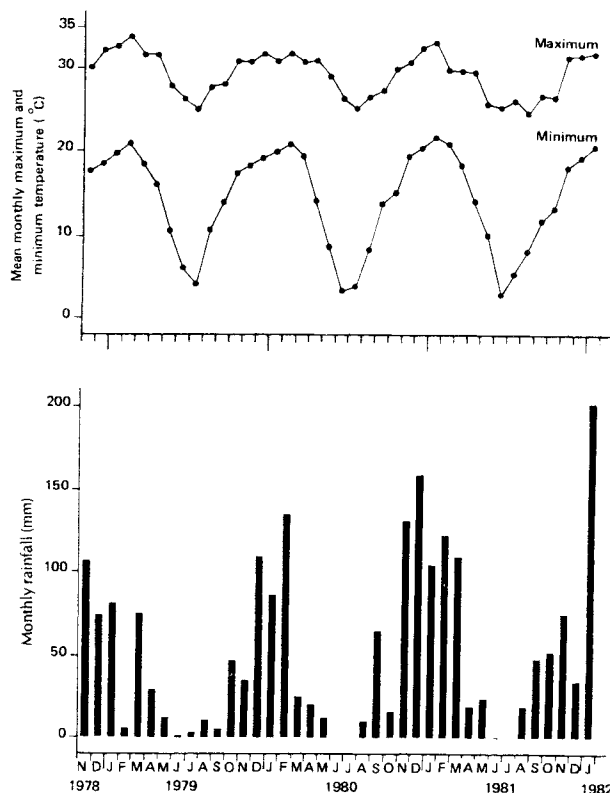 35
30
20
10
0
Mean monthly maximum and
minimum temperature (°C)
Maximum
Minimum
200
150
100
50
0
Monthly rainfall (mm)
N D J F M A M J J A S O N D J F M A M J J A S O N D J F M A M J J A S O N D J
1978 1979 1980 1981 1982